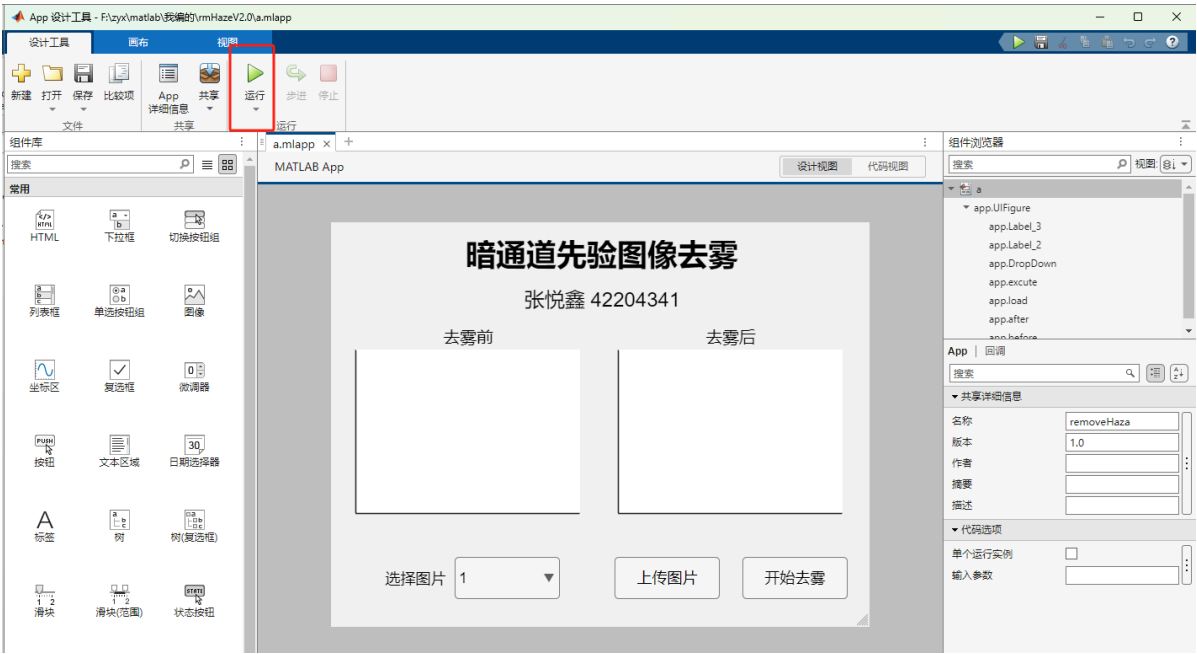 App 设计工具 - F:\zyx\matlab\我编的\rmHazeV2.0\a.mlapp
设计工具 画布 视图
新建 打开 保存 比较项 App 详细信息 共享 运行 步进 停止
文件 共享 运行
组件库
搜索
常用
HTML 下拉框 切换按钮组
列表框 单选按钮组 图像
坐标区 复选框 微调器
按钮 文本区域 日期选择器
标签 树 树(复选框)
滑块 滑块(范围) 状态按钮
a.mlapp
MATLAB App 设计视图 代码视图
暗通道先验图像去雾
张悦鑫 42204341
去雾前 去雾后
选择图片 1 上传图片 开始去雾
组件浏览器
搜索 视图:
a
app.UIFigure
app.Label_3
app.Label_2
app.DropDown
app.excute
app.load
app.after
app.before
App | 回调
搜索
共享详细信息
名称 removeHaza
版本 1.0
作者
摘要
描述
代码选项
单个运行实例
输入参数